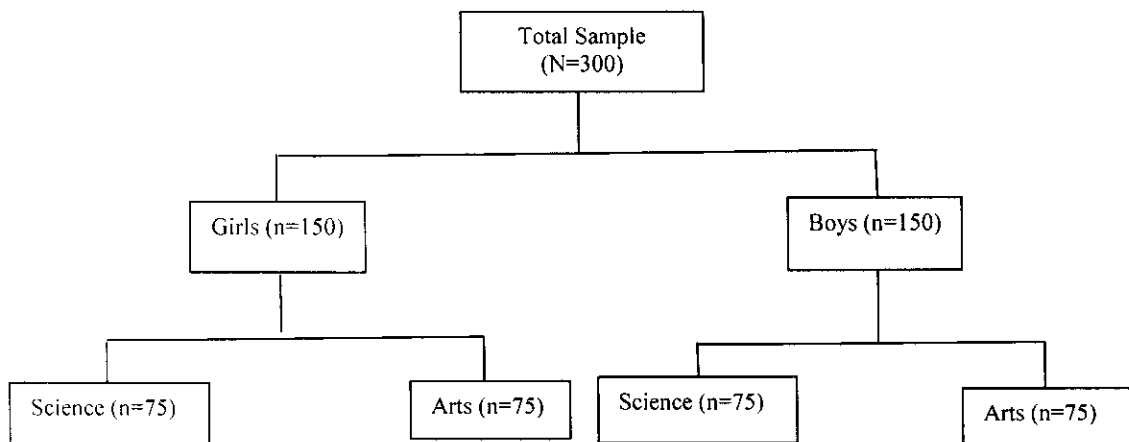 Total Sample
(N=300)
Girls (n=150)
Boys (n=150)
Science (n=75)
Arts (n=75)
Science (n=75)
Arts (n=75)